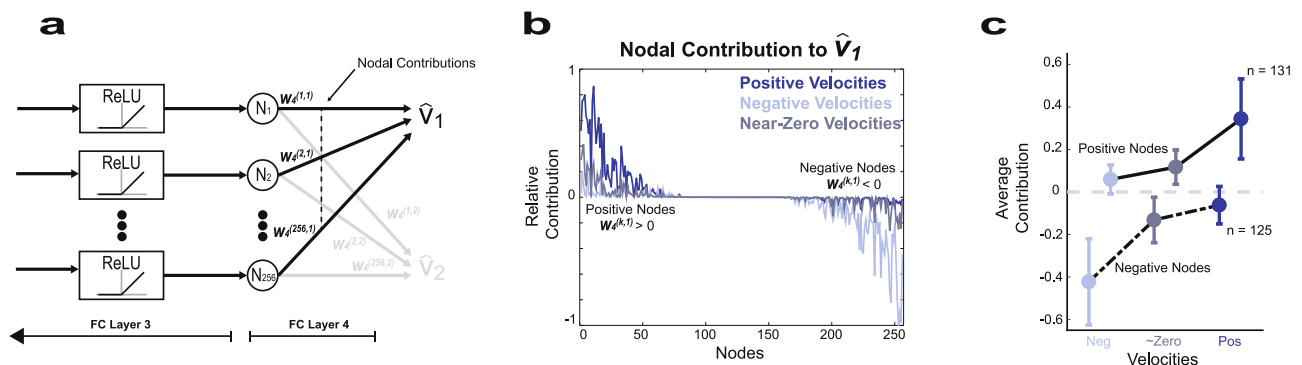 a
Nodal Contributions
ReLU
N1
W4(1,1)
V̂1
ReLU
N2
W4(2,1)
W4(1,2)
W4(256,1)
W4(2,2)
ReLU
N256
W4(256,2)
V̂2
FC Layer 3
FC Layer 4
b
Nodal Contribution to V̂1
1
Positive Velocities
Negative Velocities
Near-Zero Velocities
Relative
Contribution
0
Negative Nodes
W4(k,1) < 0
Positive Nodes
W4(k,1) > 0
-1
0
50
100
150
200
250
Nodes
c
n = 131
0.4
Positive Nodes
0.2
Average
Contribution
0
n = 125
-0.2
Negative Nodes
-0.4
-0.6
Neg
~Zero
Pos
Velocities